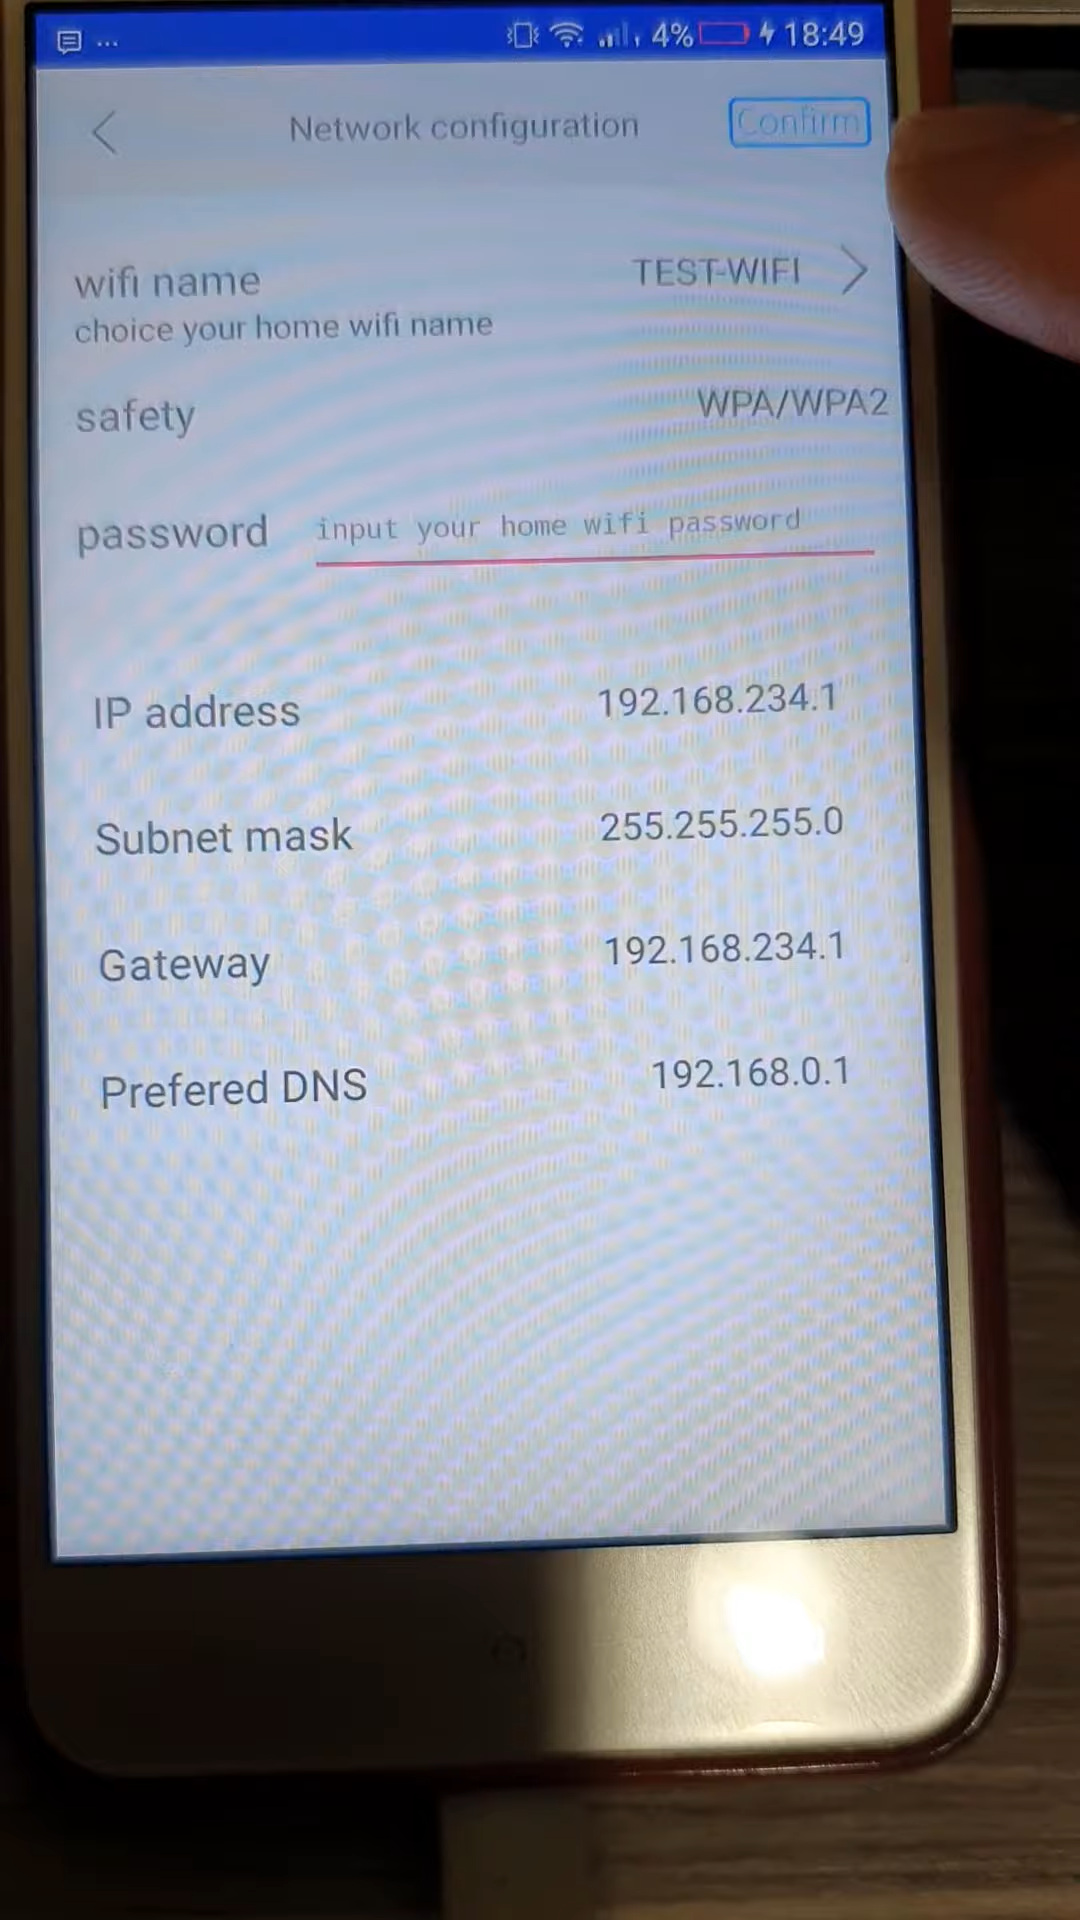 4% 18:49
Network configuration Confirm
wifi name TEST-WIFI
choice your home wifi name
safety WPA/WPA2
password input your home wifi password
IP address 192.168.234.1
Subnet mask 255.255.255.0
Gateway 192.168.234.1
Prefered DNS 192.168.0.1